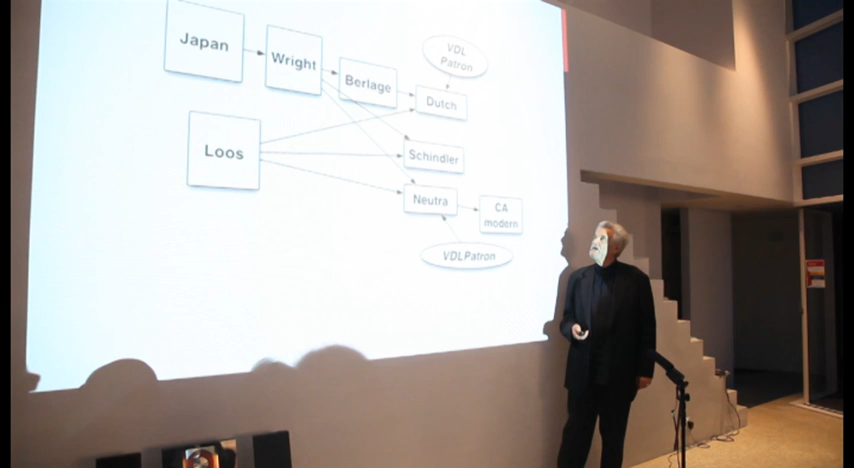 Japan
Wright
Berlage
VDL
Patron
Dutch
Loos
Schindler
Neutra
CA
modern
VDLPatron